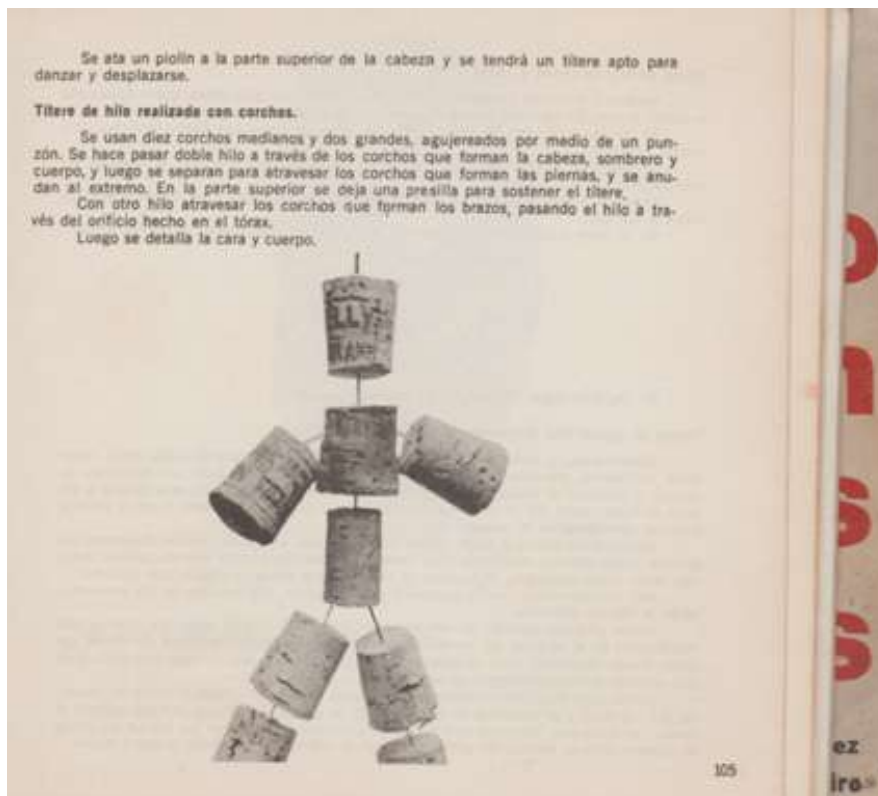 Se ata un piolín a la parte superior de la cabeza y se tendrá un títere apto para
danzar y desplazarse.
Títere de hilo realizado con corchos.
Se usan diez corchos medianos y dos grandes, agujereados por medio de un pun-
zón. Se hace pasar doble hilo a través de los corchos que forman la cabeza, sombrero y
cuerpo, y luego se separan para atravesar los corchos que forman las piernas, y se anu-
dan al extremo. En la parte superior se deja una presilla para sostener el títere.
Con otro hilo atravesar los corchos que forman los brazos, pasando el hilo a tra-
vés del orificio hecho en el tórax.
Luego se detalla la cara y cuerpo.
LLY
105
n
s
s
ez
iro